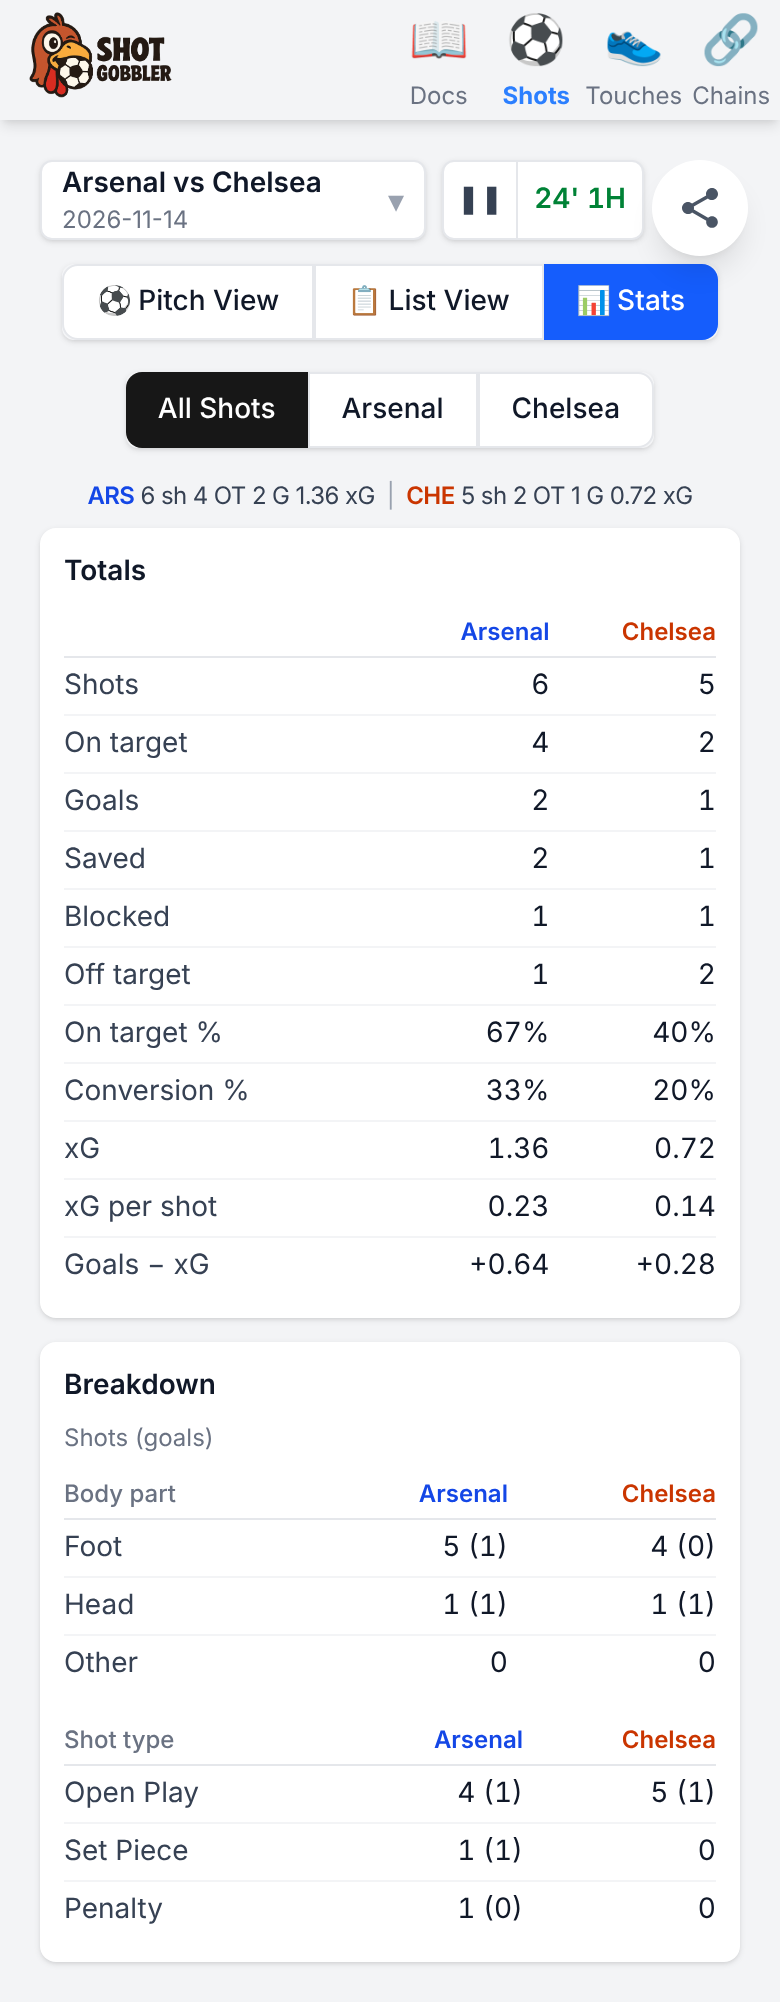 SHOT
GOBBLER
Docs
Shots
Touches
Chains
Arsenal vs Chelsea
2026-11-14
24' 1H
Pitch View
List View
Stats
All Shots
Arsenal
Chelsea
ARS 6 sh 4 OT 2 G 1.36 xG | CHE 5 sh 2 OT 1 G 0.72 xG
Totals
Arsenal Chelsea
Shots 6 5
On target 4 2
Goals 2 1
Saved 2 1
Blocked 1 1
Off target 1 2
On target % 67% 40%
Conversion % 33% 20%
xG 1.36 0.72
xG per shot 0.23 0.14
Goals − xG +0.64 +0.28
Breakdown
Shots (goals)
Body part Arsenal Chelsea
Foot 5 (1) 4 (0)
Head 1 (1) 1 (1)
Other 0 0
Shot type Arsenal Chelsea
Open Play 4 (1) 5 (1)
Set Piece 1 (1) 0
Penalty 1 (0) 0